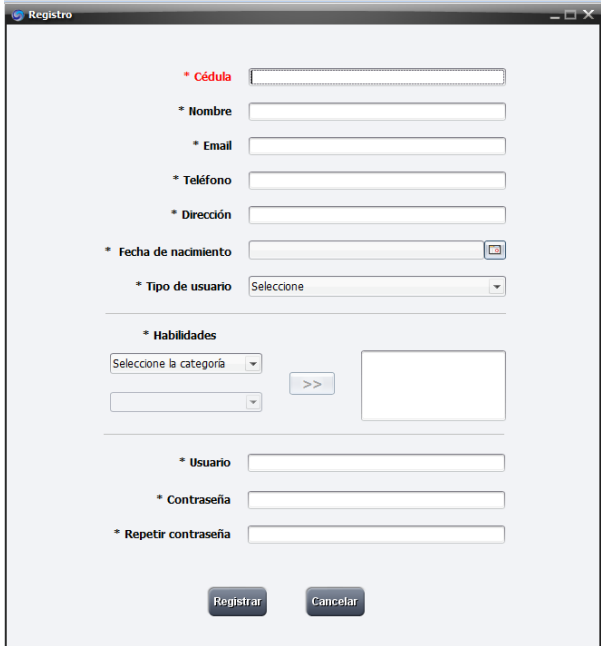 Registro
* Cédula
* Nombre
* Email
* Teléfono
* Dirección
* Fecha de nacimiento
* Tipo de usuario Seleccione
* Habilidades
Seleccione la categoría
>>
* Usuario
* Contraseña
* Repetir contraseña
Registrar Cancelar